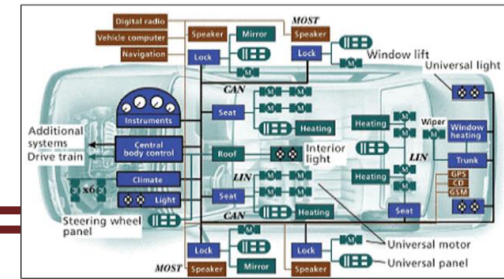 Digital radio
MOST
Vehicle computer
Speaker
Mirror
Speaker
Navigation
Lock
Lock
Window lift
Universal light
CAN
Instruments
Seat
Wiper
Additional
systems
Drive train
Central
body control
Heating
Heating
Window
heating
Roof
Interior
light
LIN
Trunk
x6
Climate
LIN
Heating
GPS
CD
GSM
Light
Seat
Steering wheel
panel
CAN
Heating
Seat
Lock
Lock
Universal motor
MOST
Speaker
Mirror
Speaker
Universal panel